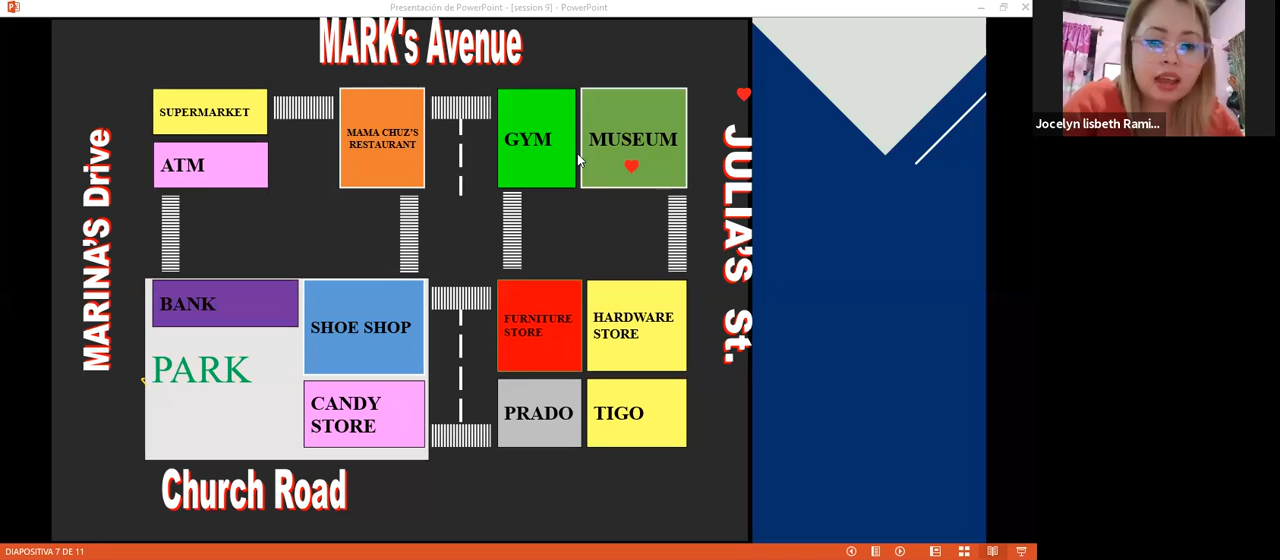 Presentación de PowerPoint - [session 9] - PowerPoint
MARK's Avenue
SUPERMARKET
ATM
MAMA CHUZ'S
RESTAURANT
GYM
MUSEUM
MARINA'S Drive
JULIA'S St.
BANK
PARK
SHOE SHOP
CANDY
STORE
FURNITURE
STORE
HARDWARE
STORE
PRADO
TIGO
Church Road
Jocelyn lisbeth Rami...
DIAPOSITIVA 7 DE 11